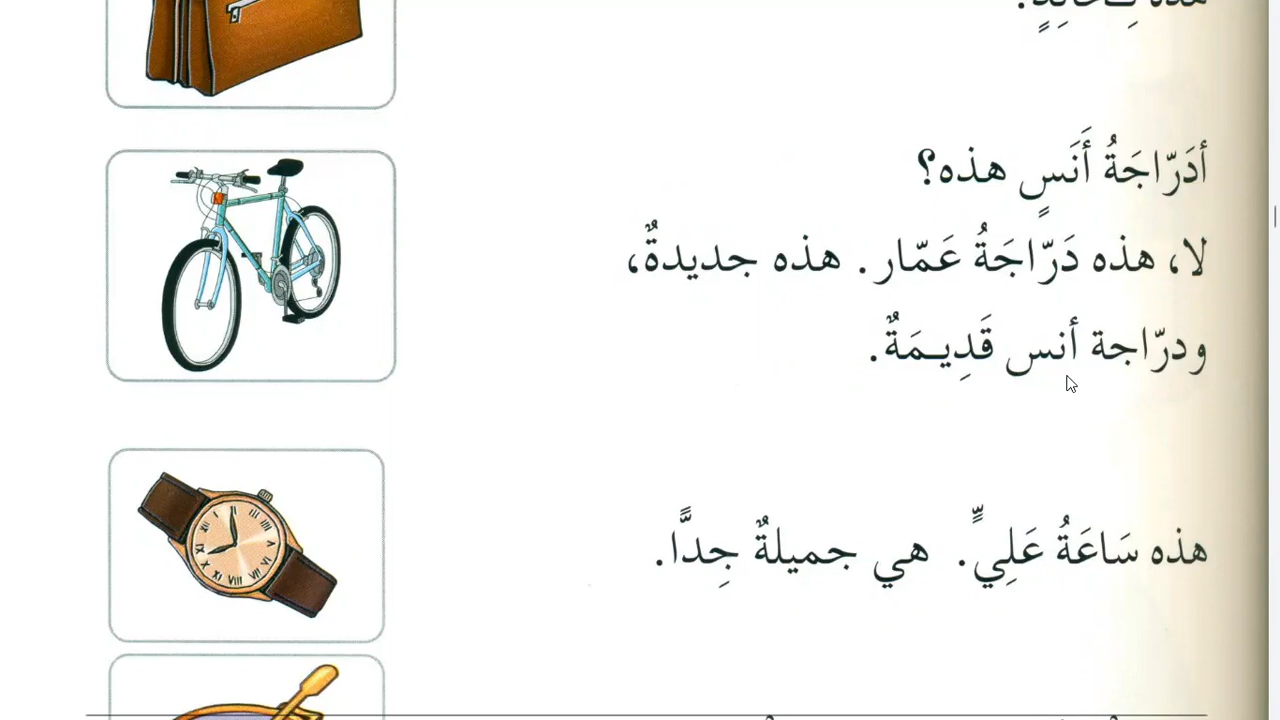 أدَرّاجَةُ أَنَسٍ هذه؟
لا، هذه دَرّاجَةُ عَمّار. هذه جديدةٌ،
ودرّاجة أنس قَدِيـمَةٌ.
هذه سَاعَةُ عَلِيٍّ. هي جميلةٌ جِدًّا.